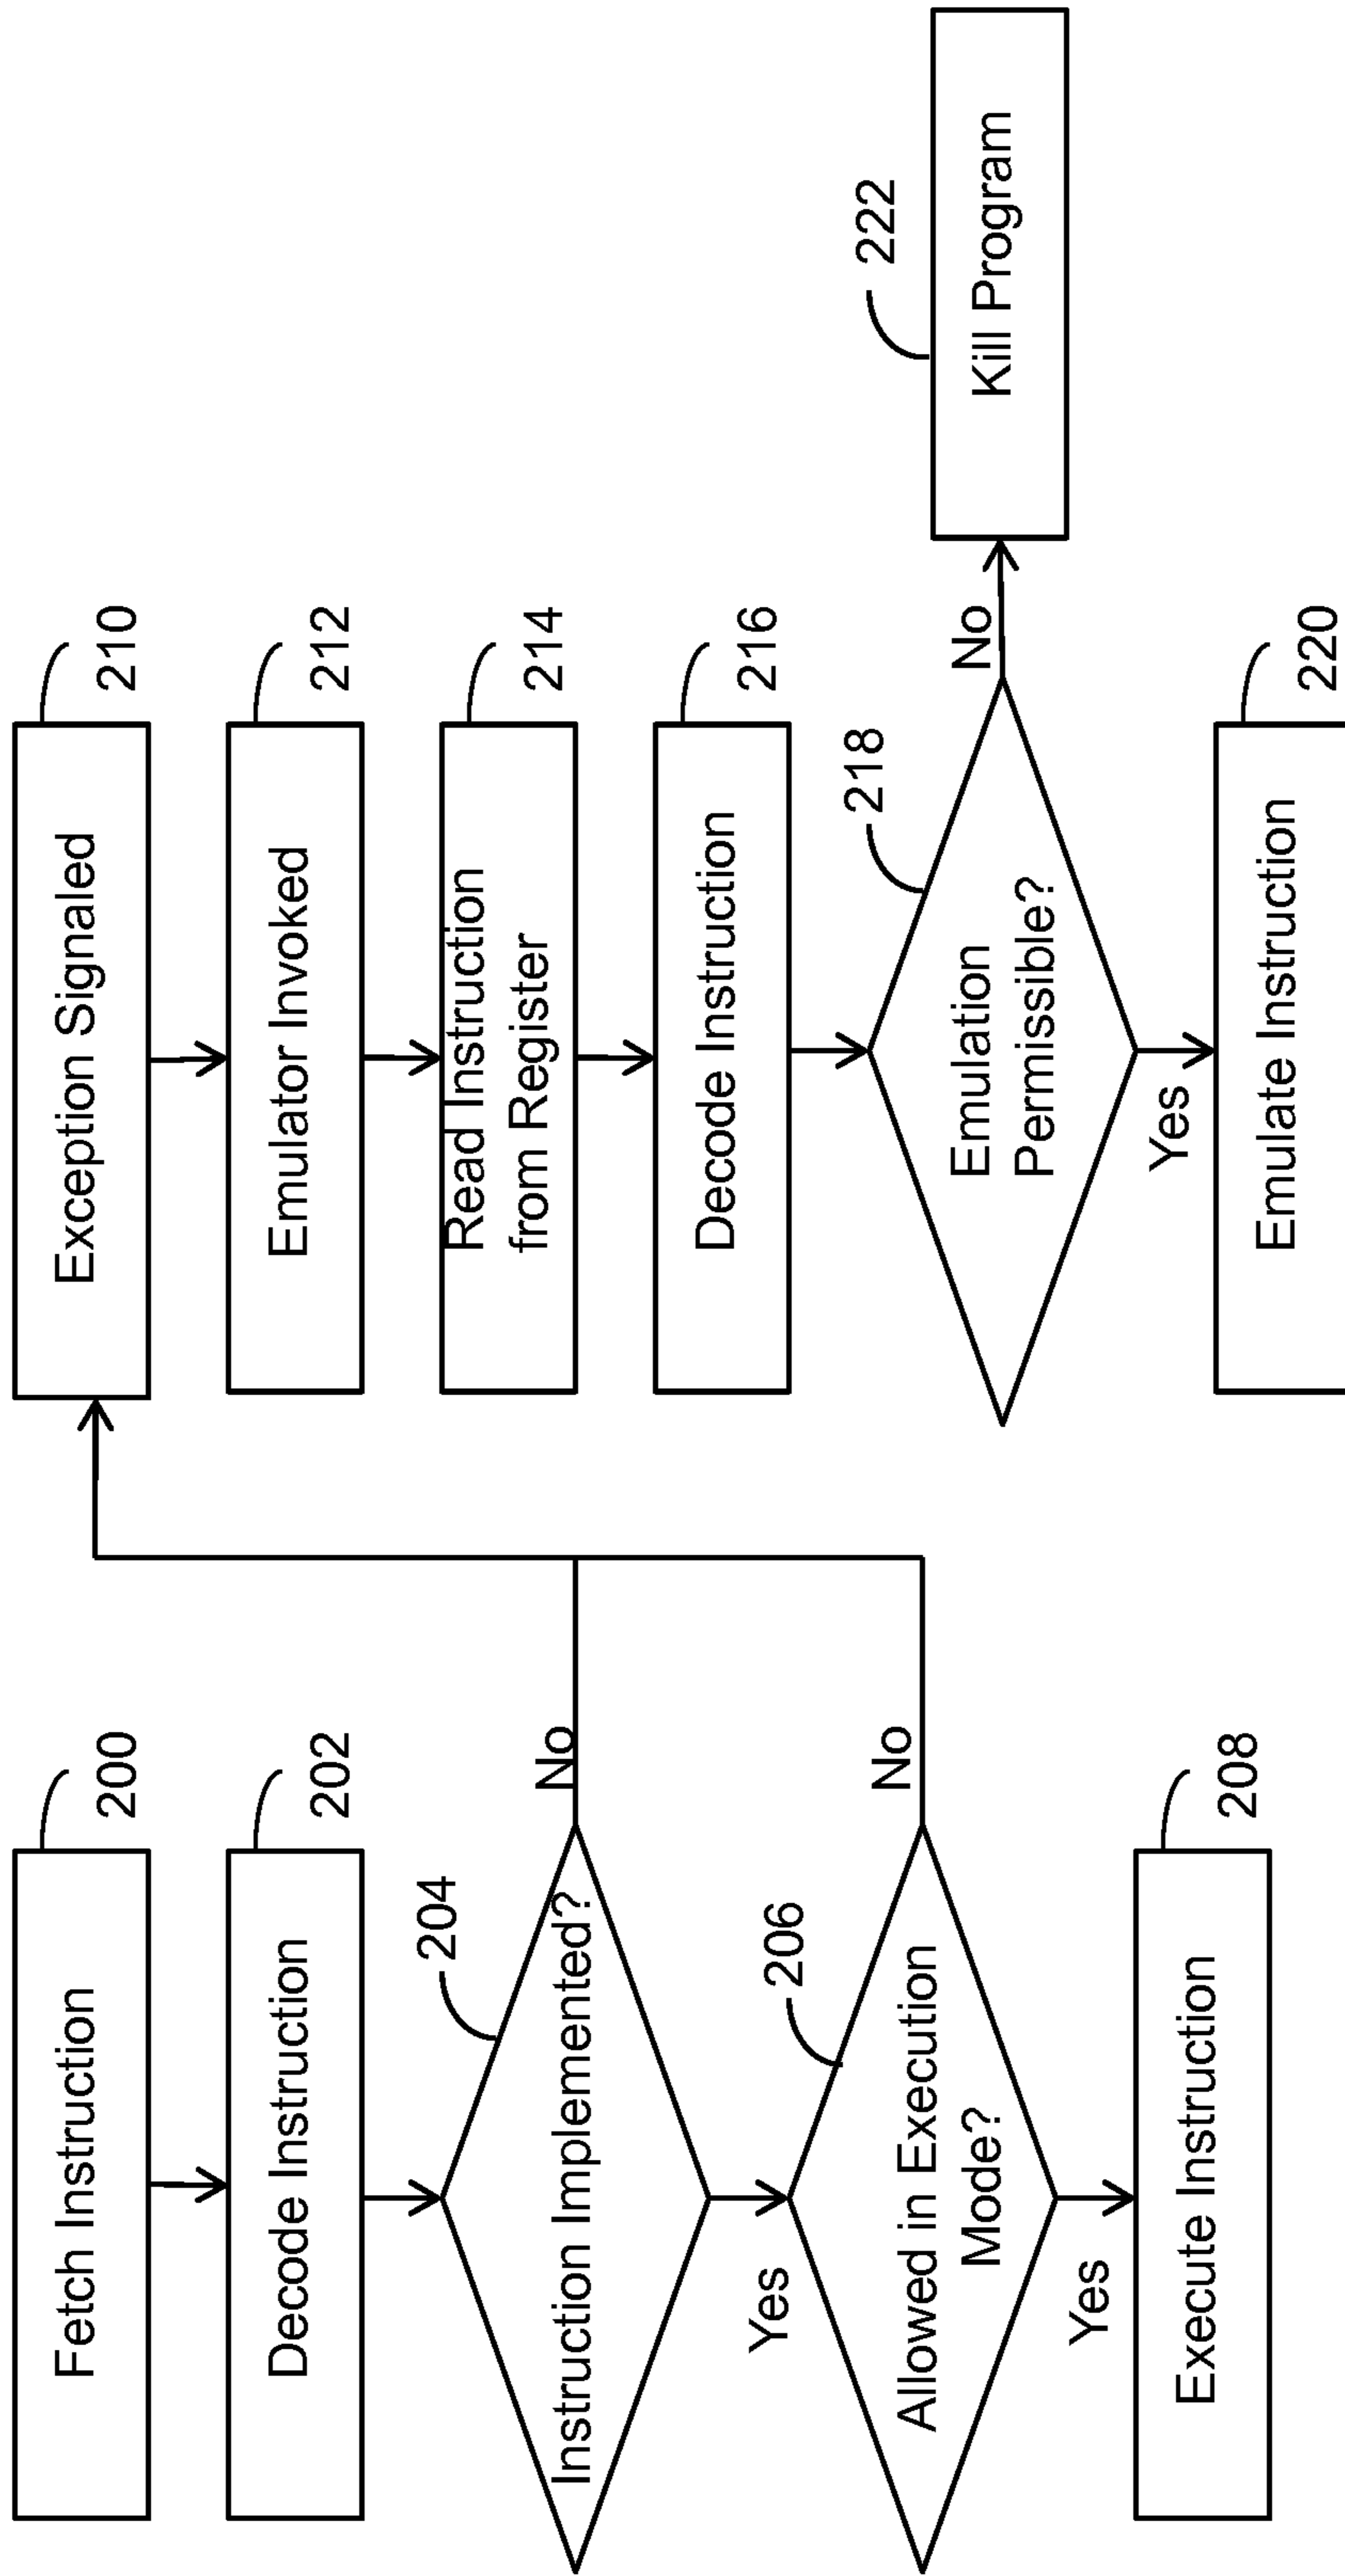 Fetch Instruction
200
Decode Instruction
202
204
Instruction Implemented?
No
Yes
206
Allowed in Execution
Mode?
No
Yes
Execute Instruction
208
Exception Signaled
210
Emulator Invoked
212
Read Instruction
from Register
214
Decode Instruction
216
218
Emulation
Permissible?
No
Yes
Emulate Instruction
220
222
Kill Program